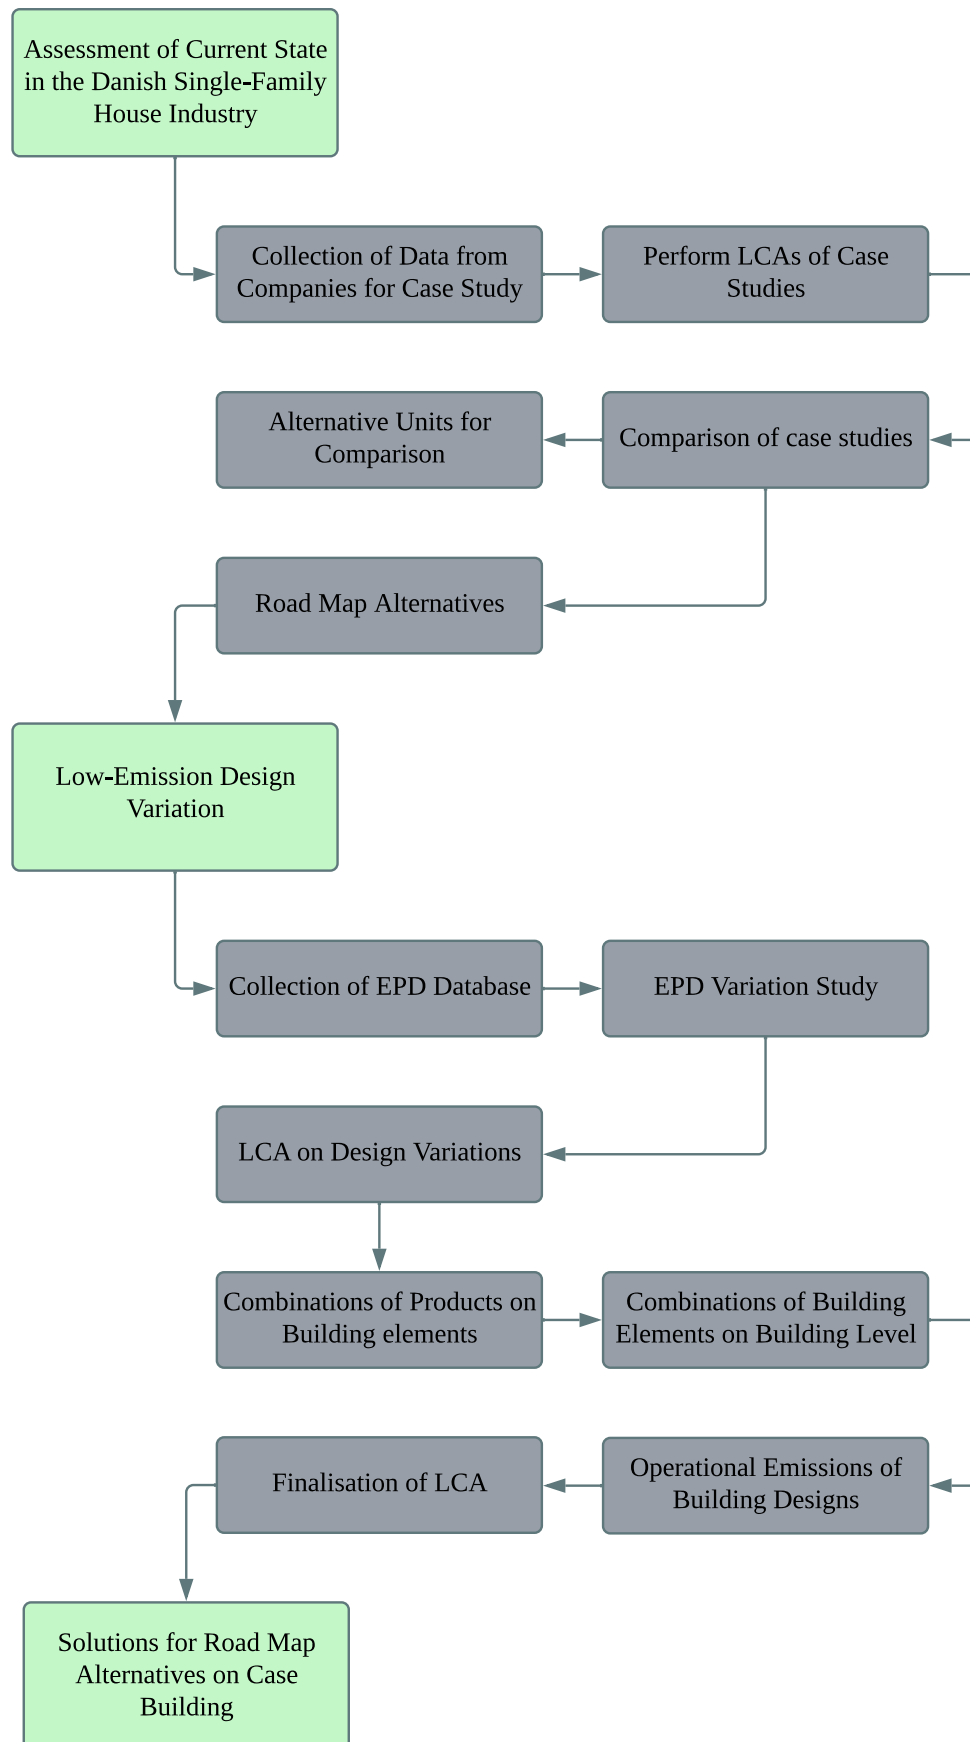 Assessment of Current State
in the Danish Single-Family
House Industry
Collection of Data from
Companies for Case Study
Perform LCAs of Case
Studies
Alternative Units for
Comparison
Comparison of case studies
Road Map Alternatives
Low-Emission Design
Variation
Collection of EPD Database
EPD Variation Study
LCA on Design Variations
Combinations of Products on
Building elements
Combinations of Building
Elements on Building Level
Finalisation of LCA
Operational Emissions of
Building Designs
Solutions for Road Map
Alternatives on Case
Building